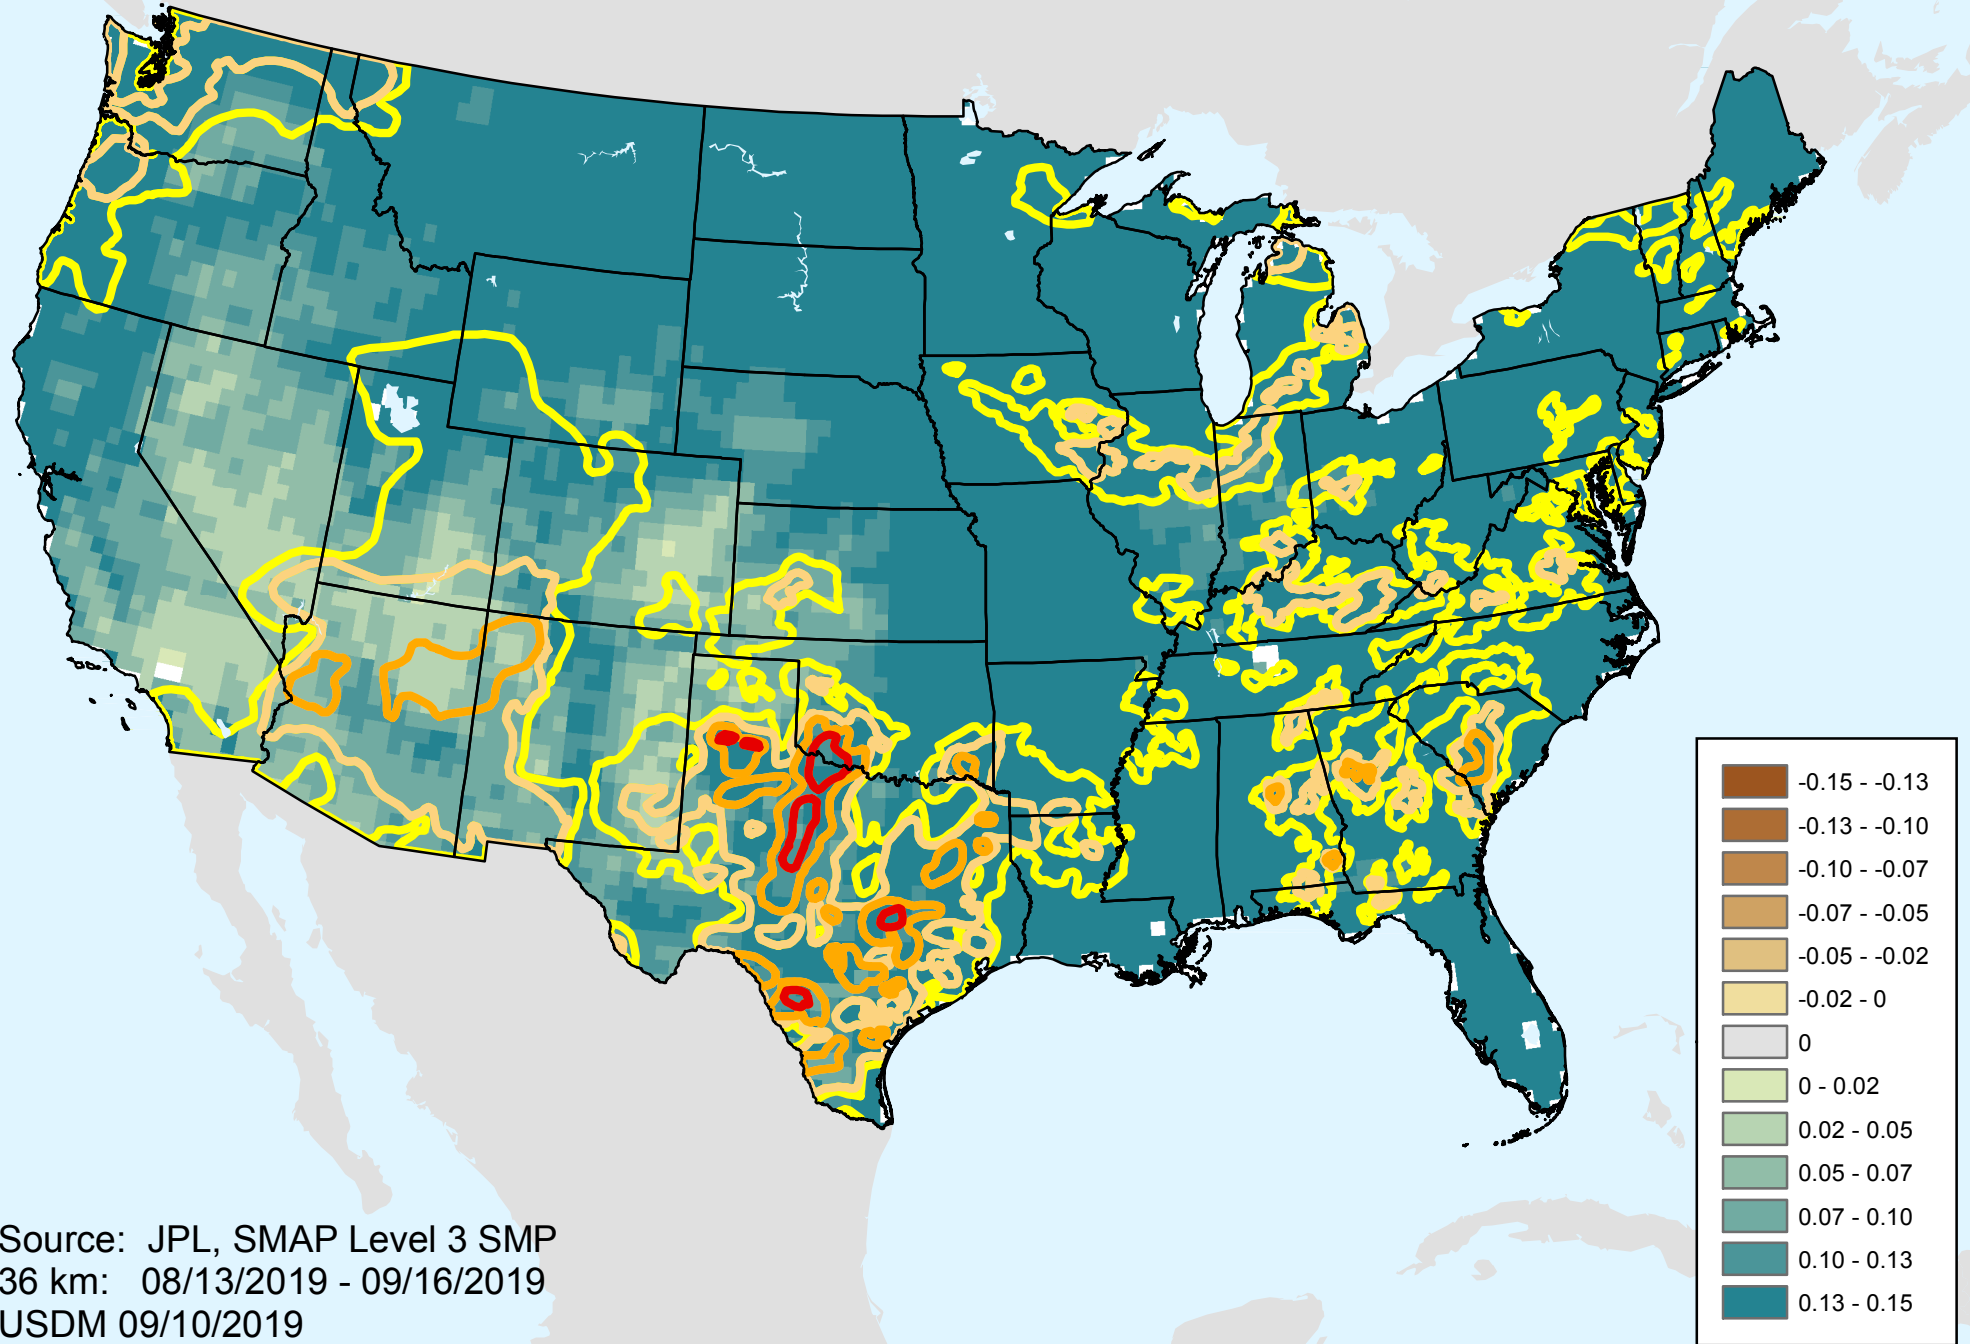 -0.15 - -0.13
-0.13 - -0.10
-0.10 - -0.07
-0.07 - -0.05
-0.05 - -0.02
-0.02 - 0
0
0 - 0.02
0.02 - 0.05
0.05 - 0.07
0.07 - 0.10
0.10 - 0.13
0.13 - 0.15
Source: JPL, SMAP Level 3 SMP
36 km: 08/13/2019 - 09/16/2019
USDM 09/10/2019